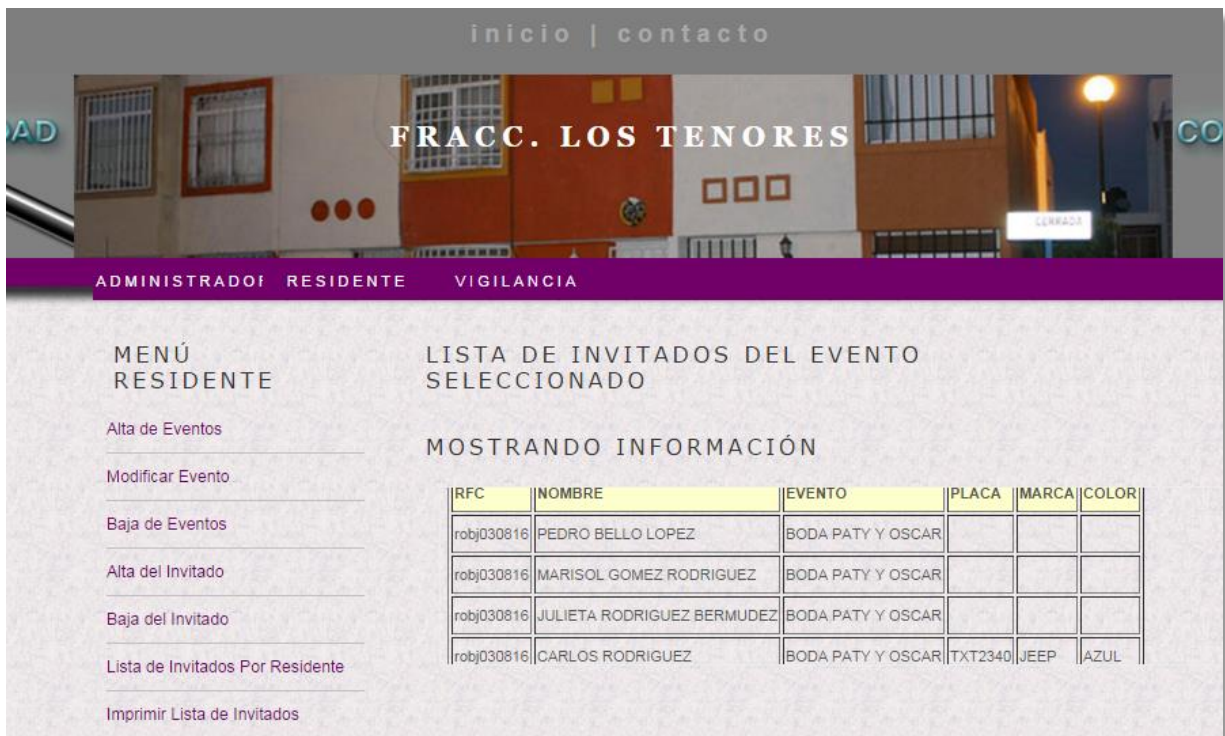 inicio | contacto
DAD
FRACC. LOS TENORES
CO
CERRADA
ADMINISTRADOR RESIDENTE VIGILANCIA
MENÚ
RESIDENTE
Alta de Eventos
Modificar Evento
Baja de Eventos
Alta del Invitado
Baja del Invitado
Lista de Invitados Por Residente
Imprimir Lista de Invitados
LISTA DE INVITADOS DEL EVENTO
SELECCIONADO
MOSTRANDO INFORMACIÓN
RFC NOMBRE EVENTO PLACA MARCA COLOR
robj030816 PEDRO BELLO LOPEZ BODA PATY Y OSCAR
robj030816 MARISOL GOMEZ RODRIGUEZ BODA PATY Y OSCAR
robj030816 JULIETA RODRIGUEZ BERMUDEZ BODA PATY Y OSCAR
robj030816 CARLOS RODRIGUEZ BODA PATY Y OSCAR TXT2340 JEEP AZUL